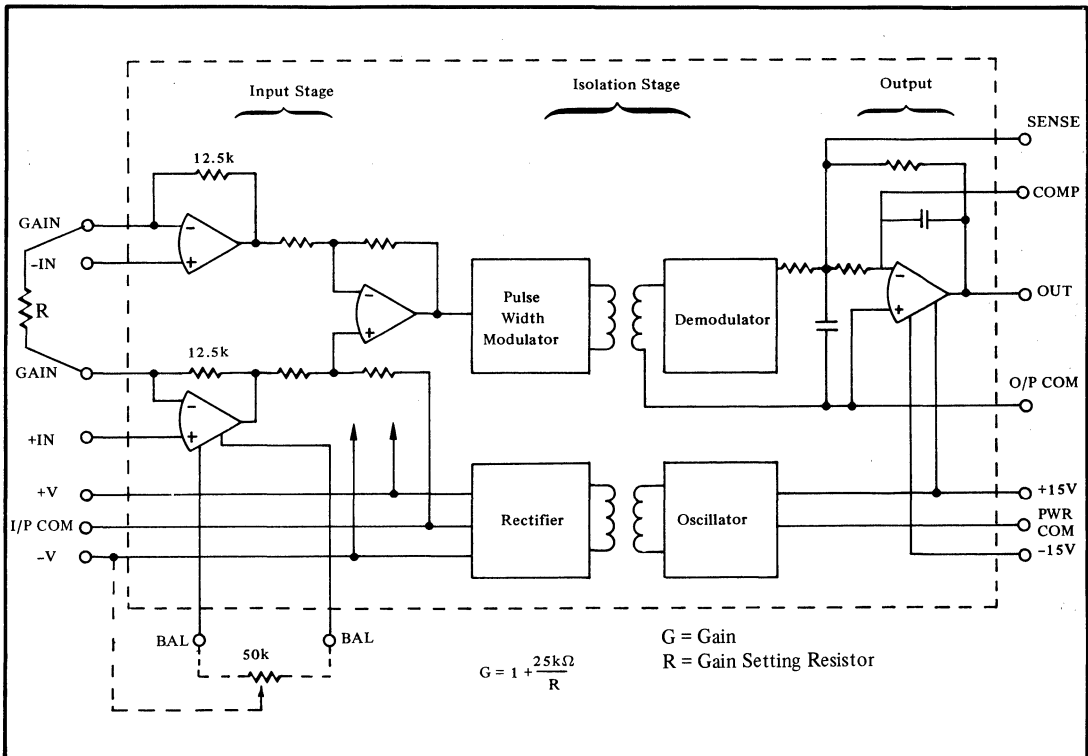 Input Stage
Isolation Stage
Output
SENSE
12.5k
COMP
GAIN
−
−IN
+
R
−
+
Pulse
Width
Modulator
Demodulator
−
+
OUT
12.5k
GAIN
−
+
+IN
O/P COM
+V
I/P COM
−V
Rectifier
Oscillator
+15V
PWR
COM
−15V
BAL
BAL
50k
G = 1 + 25kΩ
R
G = Gain
R = Gain Setting Resistor